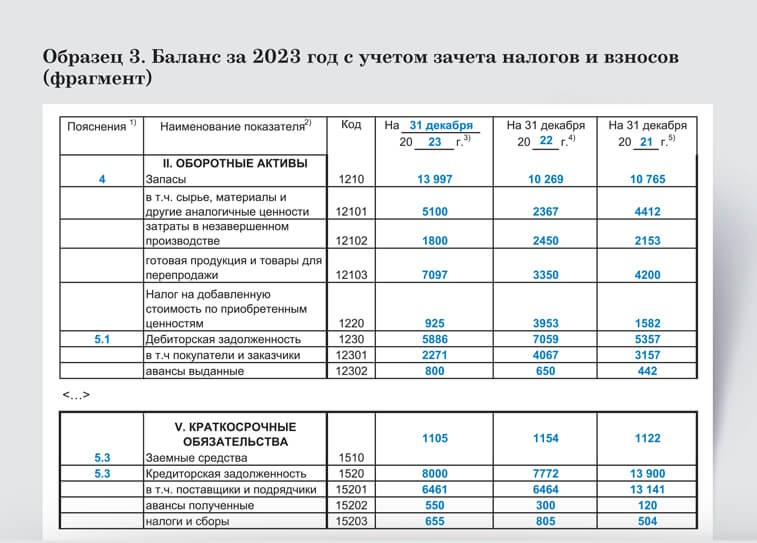 Образец 3. Баланс за 2023 год с учетом зачета налогов и взносов
(фрагмент)
Пояснения 1) Наименование показателя2) Код На 31 декабря 20 23 г.3) На 31 декабря 20 22 г.4) На 31 декабря 20 21 г.5)
II. ОБОРОТНЫЕ АКТИВЫ
4 Запасы 1210 13 997 10 269 10 765
в т.ч. сырье, материалы и
другие аналогичные ценности 12101 5100 2367 4412
затраты в незавершенном
производстве 12102 1800 2450 2153
готовая продукция и товары для
перепродажи 12103 7097 3350 4200
Налог на добавленную
стоимость по приобретенным
ценностям 1220 925 3953 1582
5.1 Дебиторская задолженность 1230 5886 7059 5357
в т.ч покупатели и заказчики 12301 2271 4067 3157
авансы выданные 12302 800 650 442
<...>
V. КРАТКОСРОЧНЫЕ
ОБЯЗАТЕЛЬСТВА
5.3 Заемные средства 1510 1105 1154 1122
5.3 Кредиторская задолженность 1520 8000 7772 13 900
в т.ч. поставщики и подрядчики 15201 6461 6464 13 141
авансы полученные 15202 550 300 120
налоги и сборы 15203 655 805 504